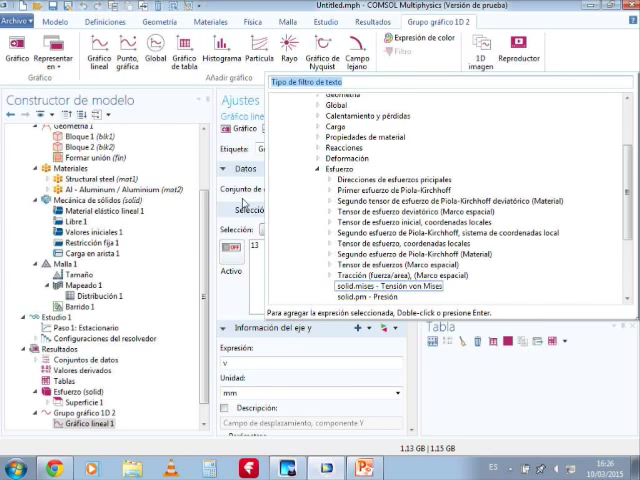 Untitled.mph - COMSOL Multiphysics (Versión de prueba)
Archivo
Modelo
Definiciones
Geometría
Materiales
Física
Malla
Estudio
Resultados
Grupo gráfico 1D 2
Gráfico
Representar en
Gráfico lineal
Punto, gráfica
Global
Gráfico de tabla
Histograma
Partícula
Rayo
Gráfico de Nyquist
Campo lejano
Expresión de color
Filtro
1D imagen
Reproductor
Gráfico
Añadir gráfico
Constructor de modelo
Geometría 1
Bloque 1 (blk1)
Bloque 2 (blk2)
Formar unión (fin)
Materiales
Structural steel (mat1)
Al - Aluminum / Aluminium (mat2)
Mecánica de sólidos (solid)
Material elástico lineal 1
Libre 1
Valores iniciales 1
Restricción fija 1
Carga en arista 1
Malla 1
Tamaño
Mapeado 1
Distribución 1
Barrido 1
Estudio 1
Paso 1: Estacionario
Configuraciones del resolvedor
Resultados
Conjuntos de datos
Valores derivados
Tablas
Esfuerzo (solid)
Superficie 1
Grupo gráfico 1D 2
Gráfico lineal 1
Ajustes
Gráfico line
Gráfico
Etiqueta:
Datos
Conjunto de
Selecció
Selección:
OFF
13
Activo
Información del eje y
Expresión:
v
Unidad:
mm
Descripción:
Campo de desplazamiento, componente Y
Tipo de filtro de texto
Geometría
Global
Calentamiento y pérdidas
Carga
Propiedades de material
Reacciones
Deformación
Esfuerzo
Direcciones de esfuerzos pricipales
Primer esfuerzo de Piola-Kirchhoff
Segundo tensor de esfuerzo de Piola-Kirchhoff deviatórico (Material)
Tensor de esfuerzo deviatórico (Marco espacial)
Tensor de esfuerzo inicial, coordenadas locales
Segundo esfuerzo de Piola-Kirchhoff, sistema de coordenadas local
Tensor de esfuerzo, coordenadas locales
Segundo esfuerzo de Piola-Kirchhoff (Material)
Tensor de esfuerzos (Marco espacial)
Tracción (fuerza/area), (Marco espacial)
solid.mises - Tensión von Mises
solid.pm - Presión
Para agregar la expresión seleccionada, Doble-click o presione Enter.
Tabla
1.13 GB | 1.15 GB
ES
16:26
10/03/2015